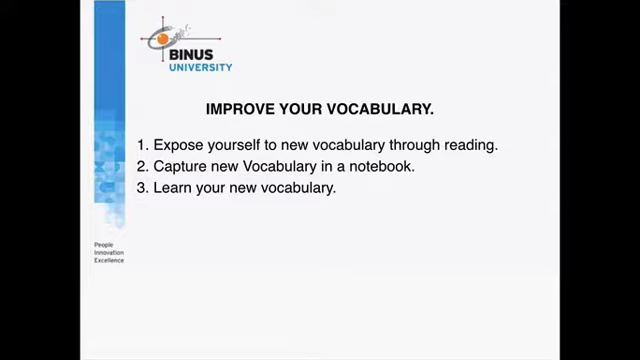 BINUS
UNIVERSITY
IMPROVE YOUR VOCABULARY.
1. Expose yourself to new vocabulary through reading.
2. Capture new Vocabulary in a notebook.
3. Learn your new vocabulary.
People
Innovation
Excellence